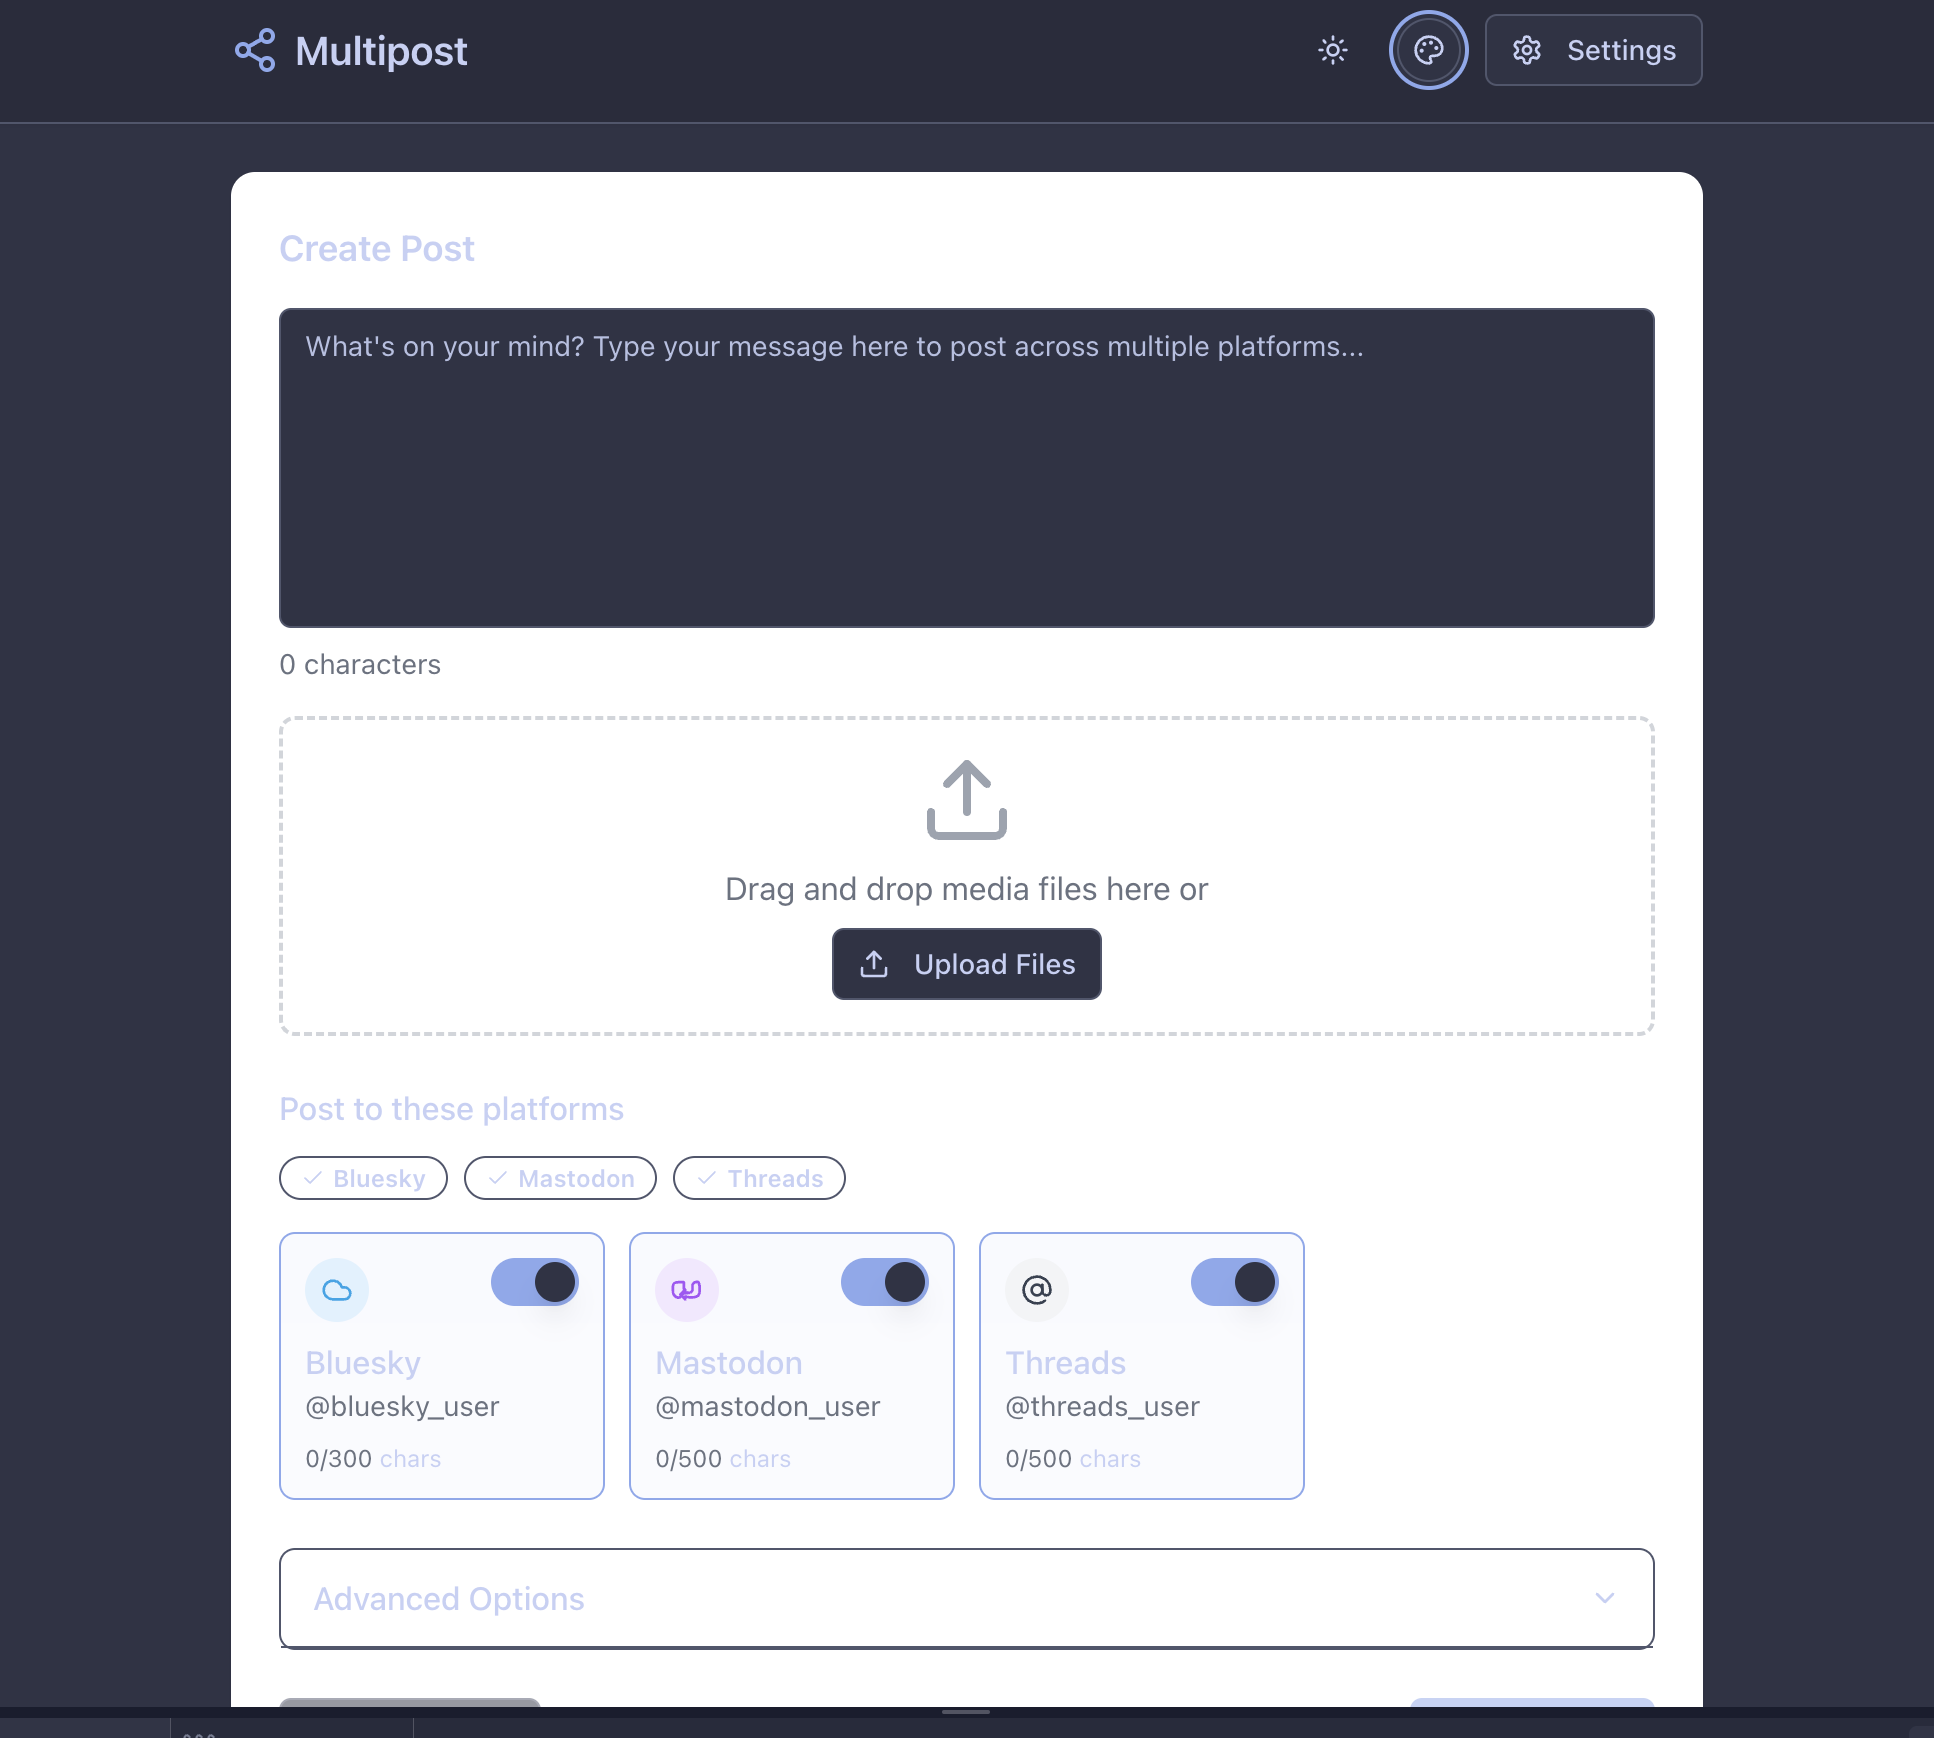 Multipost
Settings
Create Post
What's on your mind? Type your message here to post across multiple platforms...
0 characters
Drag and drop media files here or
Upload Files
Post to these platforms
Bluesky
Mastodon
Threads
Bluesky
@bluesky_user
0/300 chars
Mastodon
@mastodon_user
0/500 chars
Threads
@threads_user
0/500 chars
Advanced Options